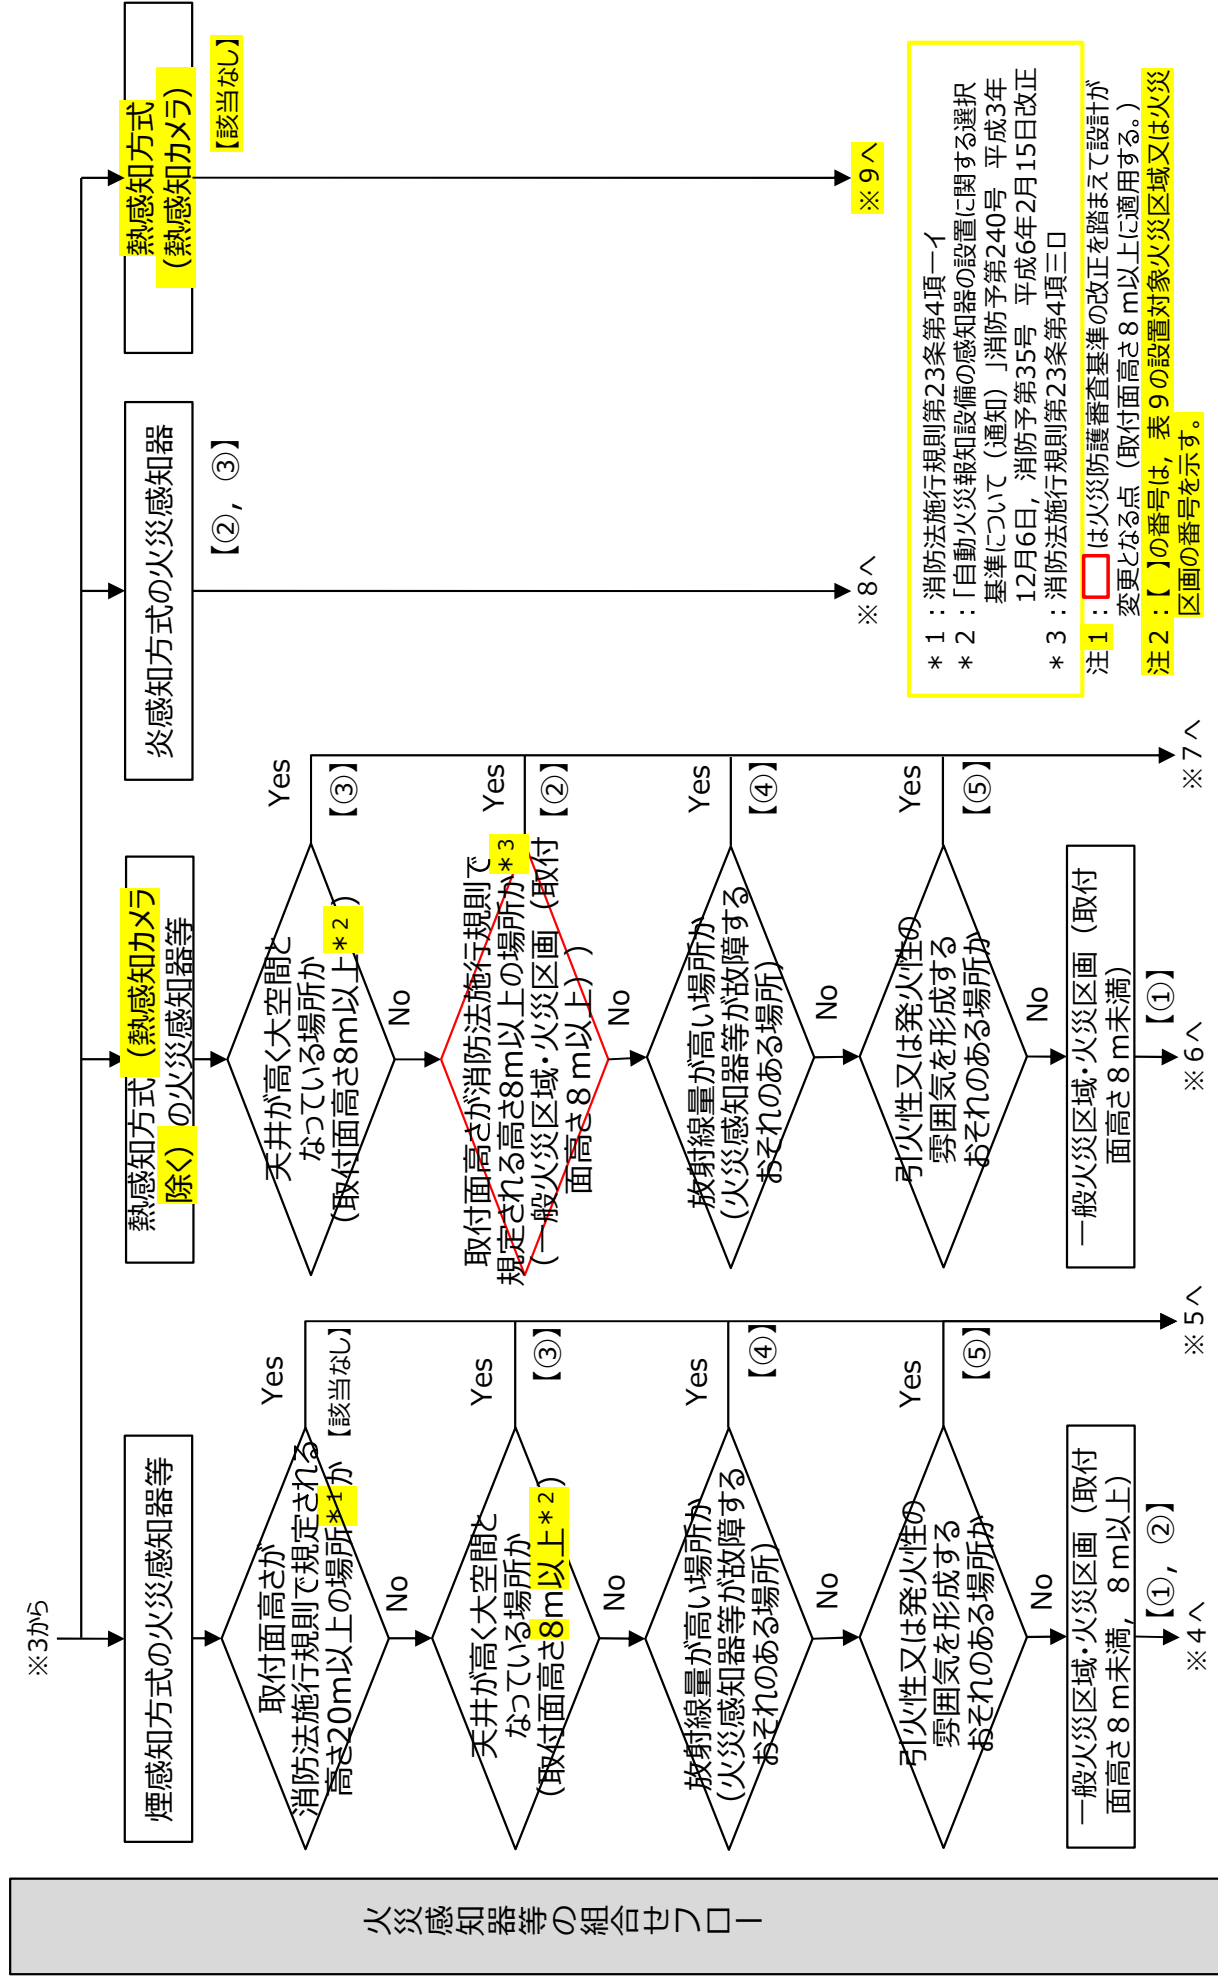 火災感知器等の組合せフロー
※3から
煙感知方式の火災感知器等
取付面高さが
消防法施行規則で規定される
高さ20m以上の場所*1か
Yes
【該当なし】
No
天井が高く大空間と
なっている場所か
(取付面高さ8m以上*2)
Yes
【③】
No
放射線量が高い場所か
(火災感知器等が故障する
おそれのある場所)
Yes
【④】
No
引火性又は発火性の
雰囲気を形成する
おそれのある場所か
Yes
【⑤】
No
一般火災区域・火災区画(取付
面高さ8m未満,8m以上)
【①,②】
※4へ
※5へ
熱感知方式(熱感知カメラ
除く)の火災感知器等
天井が高く大空間と
なっている場所か
(取付面高さ8m以上*2)
Yes
【③】
No
取付面高さが消防法施行規則で
規定される高さ8m以上の場所か*3
(一般火災区域・火災区画(取付
面高さ8m以上))
Yes
【②】
No
放射線量が高い場所か
(火災感知器等が故障する
おそれのある場所)
Yes
【④】
No
引火性又は発火性の
雰囲気を形成する
おそれのある場所か
Yes
【⑤】
No
一般火災区域・火災区画(取付
面高さ8m未満)
【①】
※6へ
※7へ
炎感知方式の火災感知器
【②,③】
※8へ
熱感知方式
(熱感知カメラ)
【該当なし】
※9へ
*1:消防法施行規則第23条第4項一イ
*2:「自動火災報知設備の感知器の設置に関する選択
基準について(通知)」消防予第240号 平成3年
12月6日,消防予第35号 平成6年2月15日改正
*3:消防法施行規則第23条第4項三ロ
注1:　は火災防護審査基準の改正を踏まえて設計が
変更となる点(取付面高さ8m以上に適用する。)
注2:【 】の番号は,表9の設置対象火災区域又は火災
区画の番号を示す。